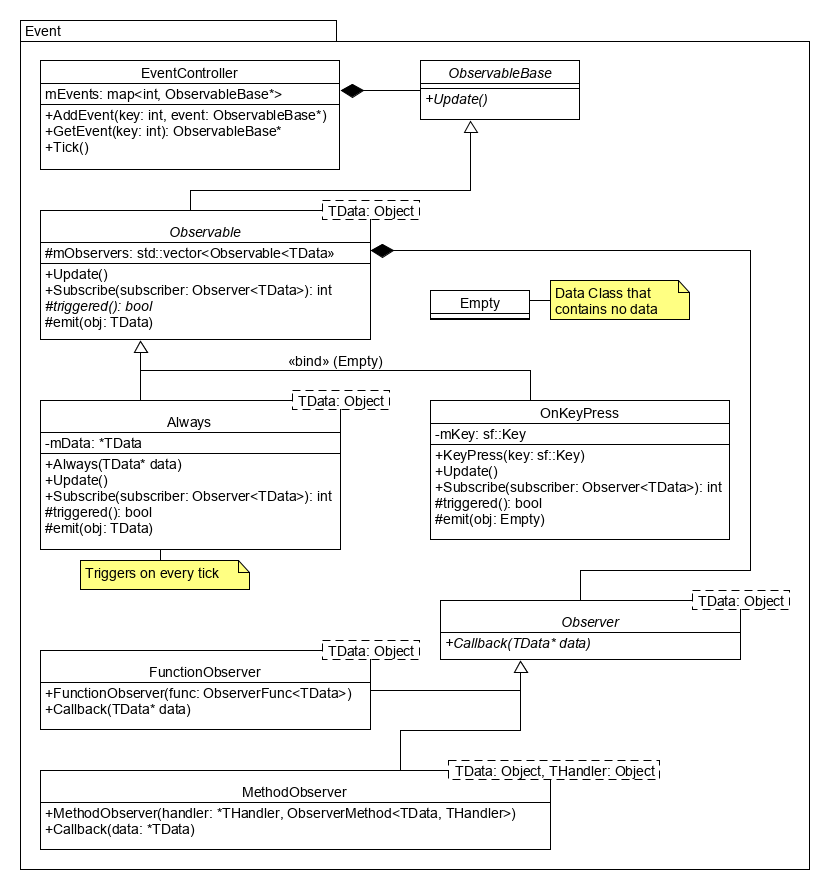 Event
EventController
mEvents: map<int, ObservableBase*>
+AddEvent(key: int, event: ObservableBase*)
+GetEvent(key: int): ObservableBase*
+Tick()
ObservableBase
+Update()
TData: Object
Observable
#mObservers: std::vector<Observable<TData»
+Update()
+Subscribe(subscriber: Observer<TData>): int
#triggered(): bool
#emit(obj: TData)
Empty
Data Class that
contains no data
«bind» (Empty)
TData: Object
Always
-mData: *TData
+Always(TData* data)
+Update()
+Subscribe(subscriber: Observer<TData>): int
#triggered(): bool
#emit(obj: TData)
Triggers on every tick
OnKeyPress
-mKey: sf::Key
+KeyPress(key: sf::Key)
+Update()
+Subscribe(subscriber: Observer<TData>): int
#triggered(): bool
#emit(obj: Empty)
TData: Object
Observer
+Callback(TData* data)
TData: Object
FunctionObserver
+FunctionObserver(func: ObserverFunc<TData>)
+Callback(TData* data)
TData: Object, THandler: Object
MethodObserver
+MethodObserver(handler: *THandler, ObserverMethod<TData, THandler>)
+Callback(data: *TData)